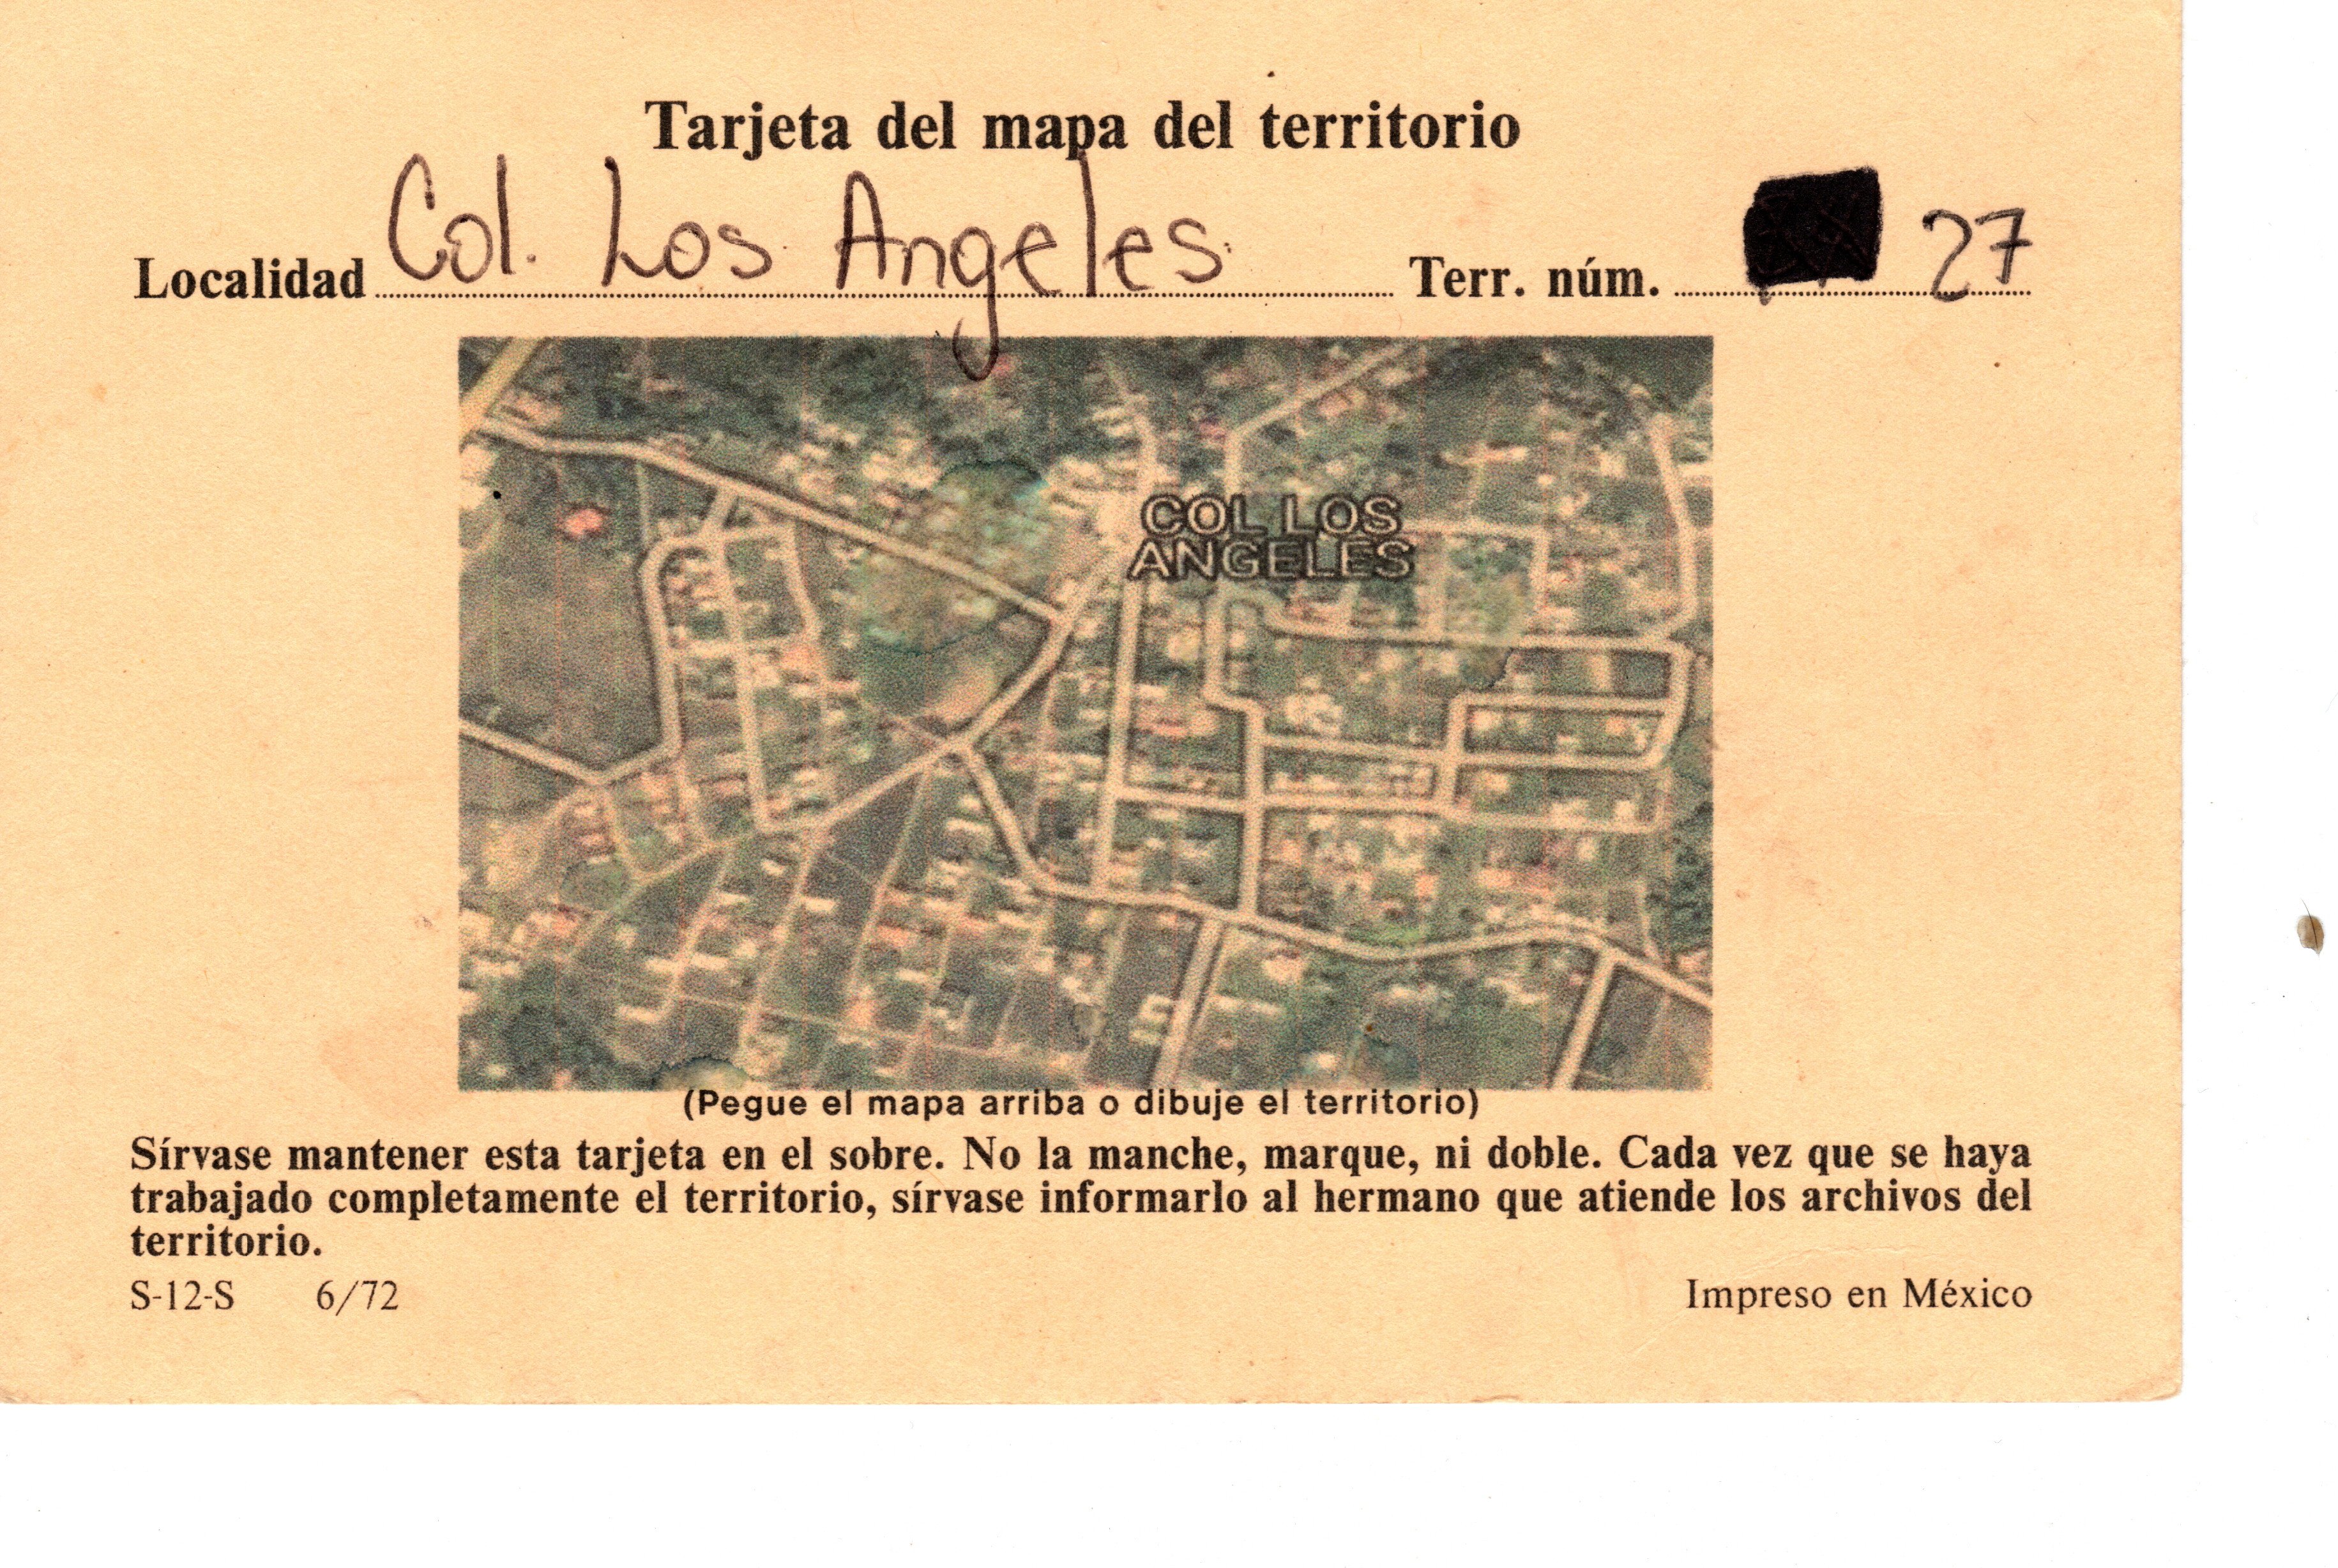 Tarjeta del mapa del territorio
Localidad Col. Los Angeles Terr. núm. 27
COL LOS
ANGELES
(Pegue el mapa arriba o dibuje el territorio)
Sírvase mantener esta tarjeta en el sobre. No la manche, marque, ni doble. Cada vez que se haya
trabajado completamente el territorio, sírvase informarlo al hermano que atiende los archivos del
territorio.
S-12-S 6/72 Impreso en México